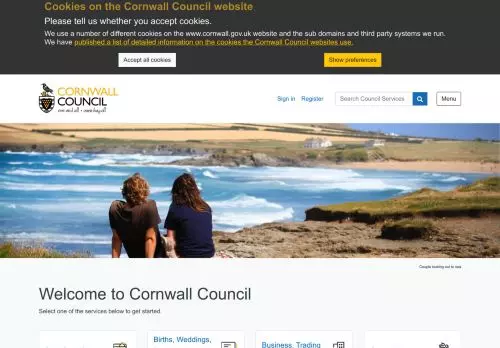 Cookies on the Cornwall Council website
Please tell us whether you accept cookies.
We use a number of different cookies on the www.cornwall.gov.uk website and the sub domains and third party systems we run.
We have published a list of detailed information on the cookies the Cornwall Council websites use.
Accept all cookies
Show preferences
CORNWALL
COUNCIL
one and all • onen hag oll
Sign in
Register
Search Council Services
Menu
Couple looking out to sea
Welcome to Cornwall Council
Select one of the services below to get started.
Births, Weddings,
Business, Trading